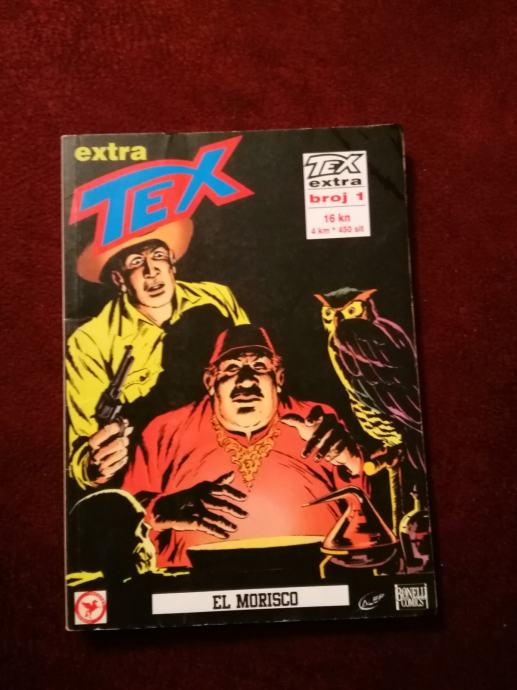 extra
TEX
TEX
extra
broj 1
16 kn
4 km * 450 sit
EL MORISCO
BONELLI
COMICS